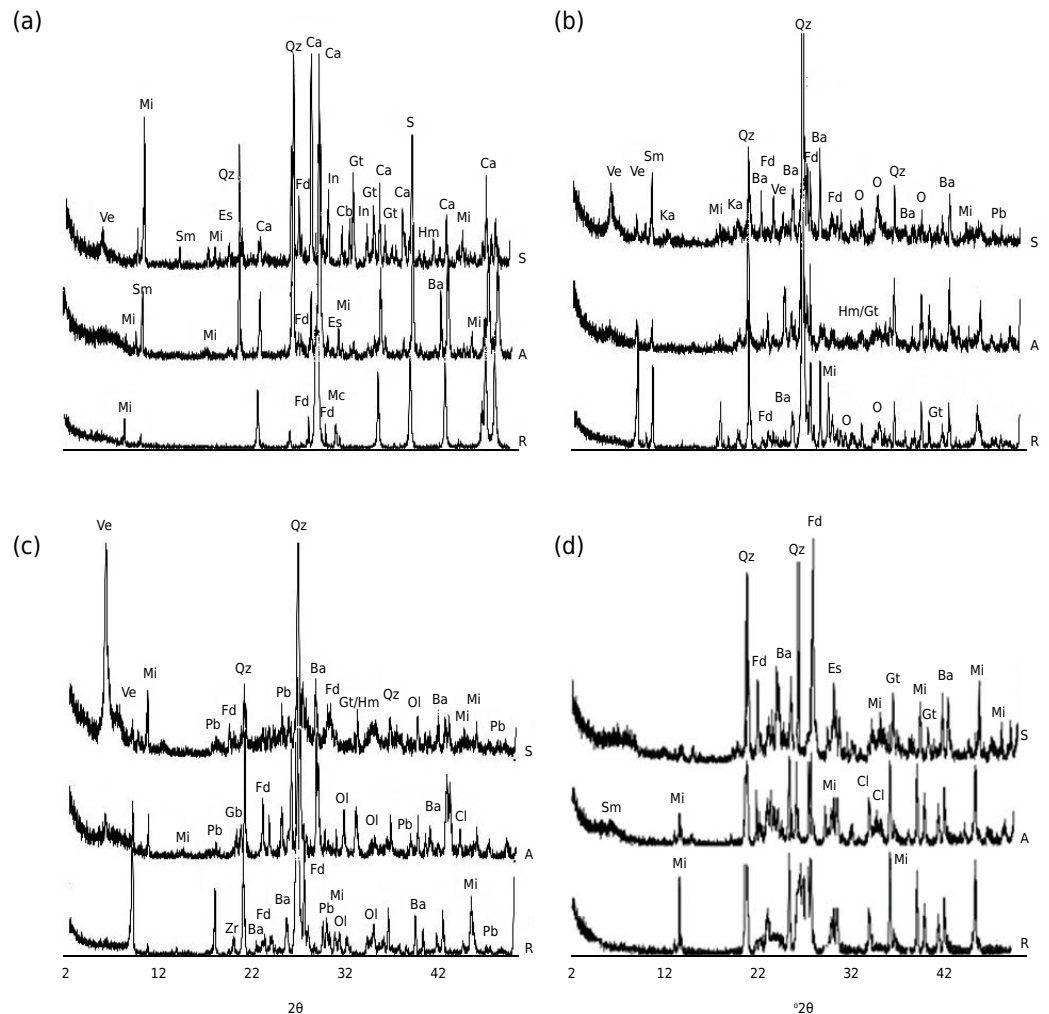 (a)
Qz Ca
Ca
Mi
S
Gt
Ca
Qz
In
Fd
Ca
Gt
Ca
Es
Ve
Cb In
Gt
Ca
Mi
Ca
Hm
Sm
Mi
S
Sm
Ba
Mi
Mi
Fd
Mi
Es
Mi
A
Mc
Fd
Mi
Fd
R
(b)
Qz
Qz
Ba
Sm
Fd
Fd
Ve
Ve
Ba
Ba
Qz
Ve
O
Ba
Ka
Mi
Fd
O
O
Ka
Ba
Mi
Pb
S
Hm/Gt
A
Mi
Ba
O
Gt
Fd
O
R
(c)
Ve
Qz
Mi
Qz
Ba
Ve
Pb
Fd
Qz
Ba
Mi
Fd
Gt/Hm
Ol
Pb
Mi
Pb
S
Fd
Ol
Gb
Ba
Pb
Ol
Pb
Cl
Mi
A
Fd
Mi
Ba
Mi
Pb
Ba
Fd
Ol
Ol
Zr
Ba
Pb
R
2 12 22 32 42
2θ
(d)
Fd
Qz
Qz
Ba
Fd
Es
Mi
Gt
Ba
Mi
Mi
Mi
Gt
Mi
S
Cl
Mi
Cl
Sm
Mi
A
Mi
Mi
R
2 12 22 32 42
°2θ